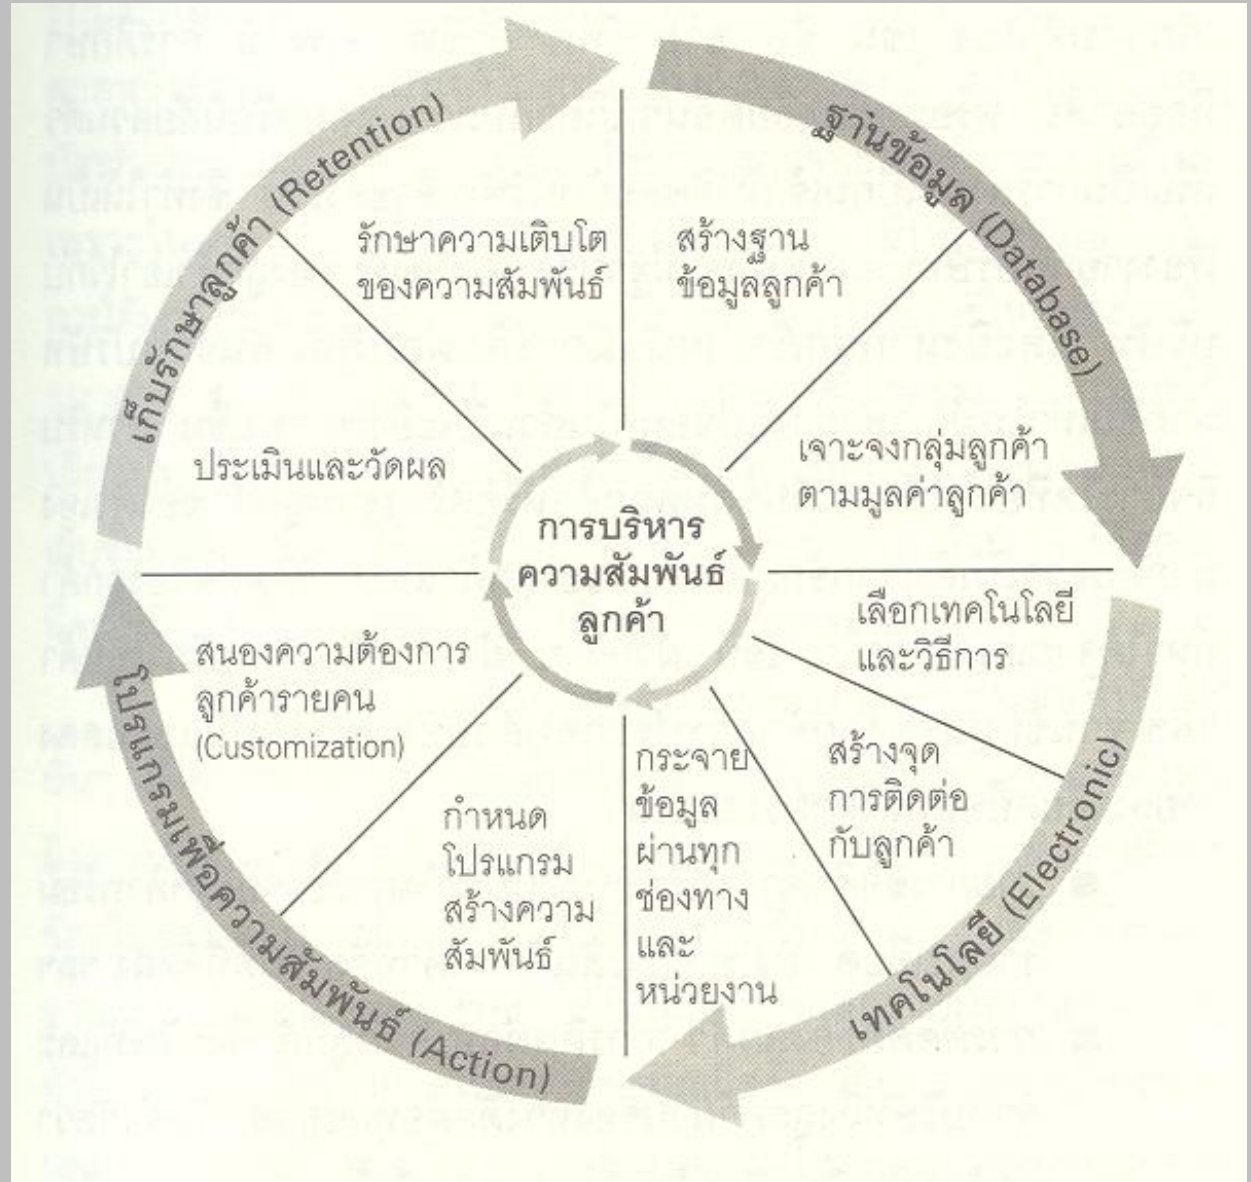 ฐานข้อมูล (Database)
สร้างฐาน
ข้อมูลลูกค้า
เจาะจงกลุ่มลูกค้า
ตามมูลค่าลูกค้า
เทคโนโลยี (Electronic)
เลือกเทคโนโลยี
และวิธีการ
สร้างจุด
การติดต่อ
กับลูกค้า
กระจาย
ข้อมูล
ผ่านทุก
ช่องทาง
และ
หน่วยงาน
โปรแกรมเพื่อความสัมพันธ์ (Action)
กำหนด
โปรแกรม
สร้างความ
สัมพันธ์
สนองความต้องการ
ลูกค้ารายคน
(Customization)
เก็บรักษาลูกค้า (Retention)
ประเมินและวัดผล
รักษาความเติบโต
ของความสัมพันธ์
การบริหาร
ความสัมพันธ์
ลูกค้า